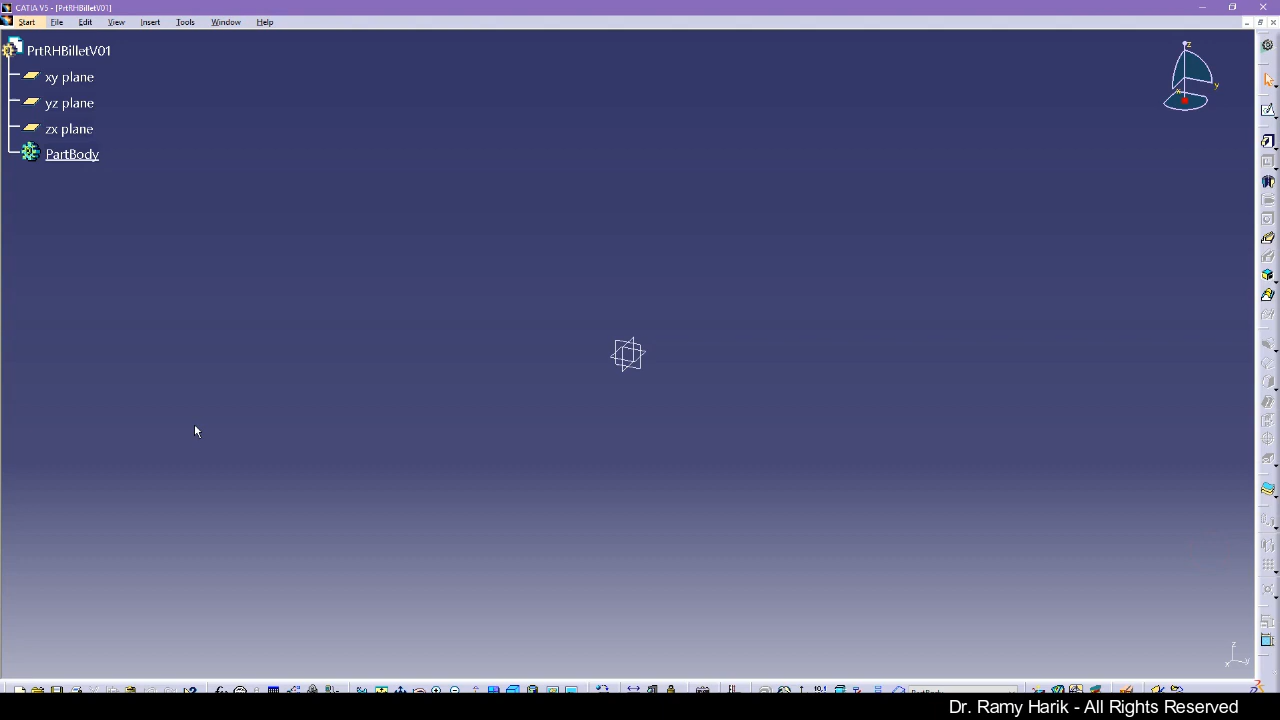 CATIA V5 - [PrtRHBilletV01]
Start File Edit View Insert Tools Window Help
PrtRHBilletV01
xy plane
yz plane
zx plane
PartBody
z
y
x
z
y
x
PartBody
Dr. Ramy Harik - All Rights Reserved